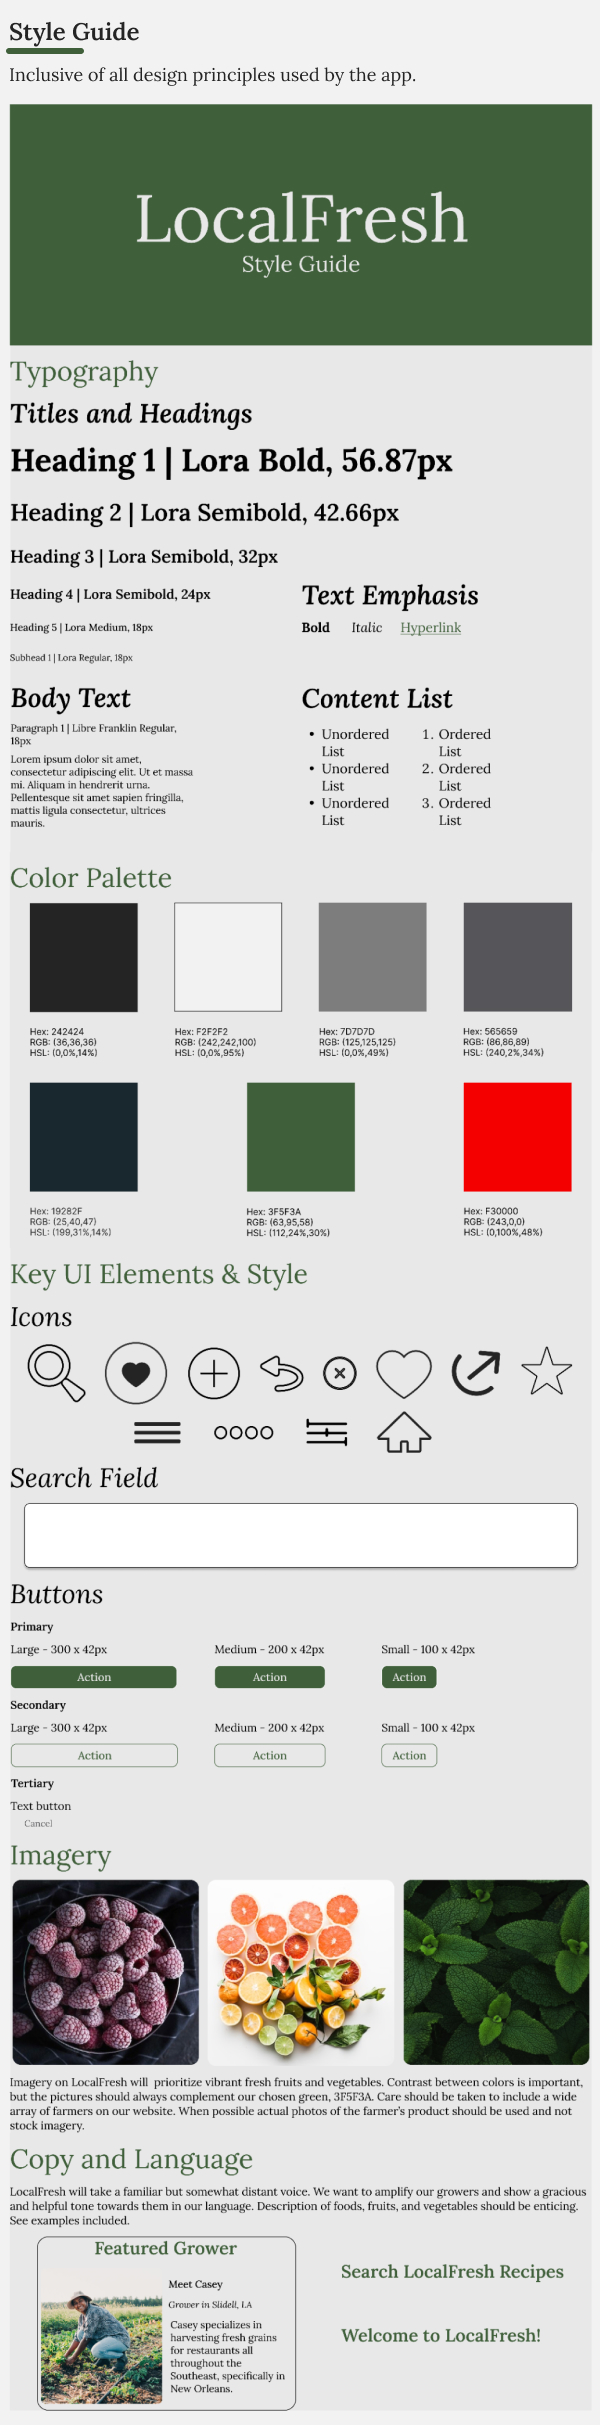 Style Guide
Inclusive of all design principles used by the app.
LocalFresh
Style Guide
Typography
Titles and Headings
Heading 1 | Lora Bold, 56.87px
Heading 2 | Lora Semibold, 42.66px
Heading 3 | Lora Semibold, 32px
Heading 4 | Lora Semibold, 24px
Heading 5 | Lora Medium, 18px
Subhead 1 | Lora Regular, 18px
Text Emphasis
Bold Italic Hyperlink
Body Text
Paragraph 1 | Libre Franklin Regular,
18px
Lorem ipsum dolor sit amet,
consectetur adipiscing elit. Ut et massa
mi. Aliquam in hendrerit urna.
Pellentesque sit amet sapien fringilla,
mattis ligula consectetur, ultrices
mauris.
Content List
• Unordered
List
• Unordered
List
• Unordered
List
1. Ordered
List
2. Ordered
List
3. Ordered
List
Color Palette
Hex: 242424
RGB: (36,36,36)
HSL: (0,0%,14%)
Hex: F2F2F2
RGB: (242,242,100)
HSL: (0,0%,95%)
Hex: 7D7D7D
RGB: (125,125,125)
HSL: (0,0%,49%)
Hex: 565659
RGB: (86,86,89)
HSL: (240,2%,34%)
Hex: 19282F
RGB: (25,40,47)
HSL: (199,31%,14%)
Hex: 3F5F3A
RGB: (63,95,58)
HSL: (112,24%,30%)
Hex: F30000
RGB: (243,0,0)
HSL: (0,100%,48%)
Key UI Elements & Style
Icons
Search Field
Buttons
Primary
Large - 300 x 42px Medium - 200 x 42px Small - 100 x 42px
Action Action Action
Secondary
Large - 300 x 42px Medium - 200 x 42px Small - 100 x 42px
Action Action Action
Tertiary
Text button
Cancel
Imagery
Imagery on LocalFresh will prioritize vibrant fresh fruits and vegetables. Contrast between colors is important,
but the pictures should always complement our chosen green, 3F5F3A. Care should be taken to include a wide
array of farmers on our website. When possible actual photos of the farmer's product should be used and not
stock imagery.
Copy and Language
LocalFresh will take a familiar but somewhat distant voice. We want to amplify our growers and show a gracious
and helpful tone towards them in our language. Description of foods, fruits, and vegetables should be enticing.
See examples included.
Featured Grower
Meet Casey
Grower in Slidell, LA
Casey specializes in
harvesting fresh grains
for restaurants all
throughout the
Southeast, specifically in
New Orleans.
Search LocalFresh Recipes
Welcome to LocalFresh!